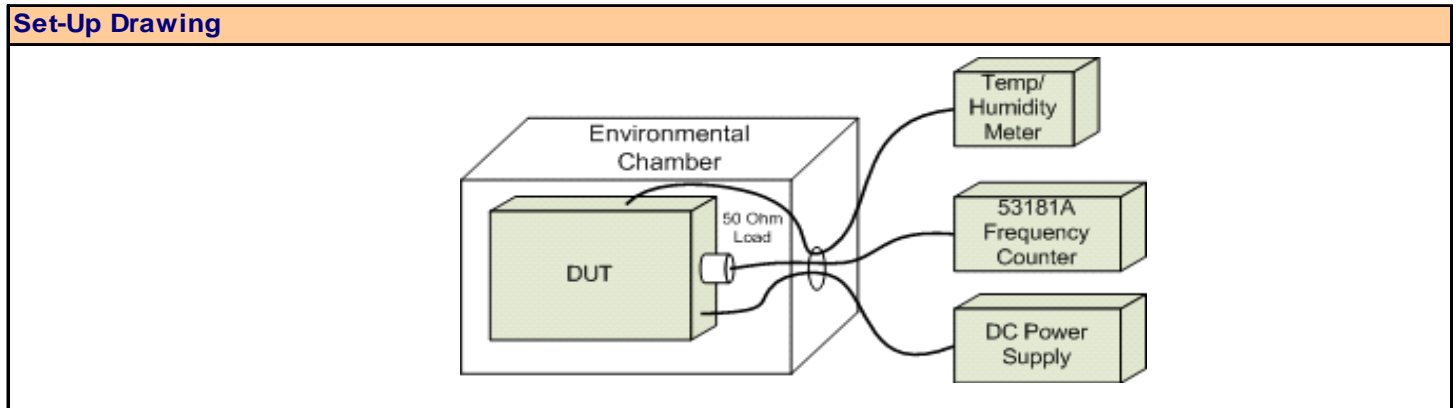 Set-Up Drawing
Environmental
Chamber
DUT
50 Ohm
Load
Temp/
Humidity
Meter
53181A
Frequency
Counter
DC Power
Supply